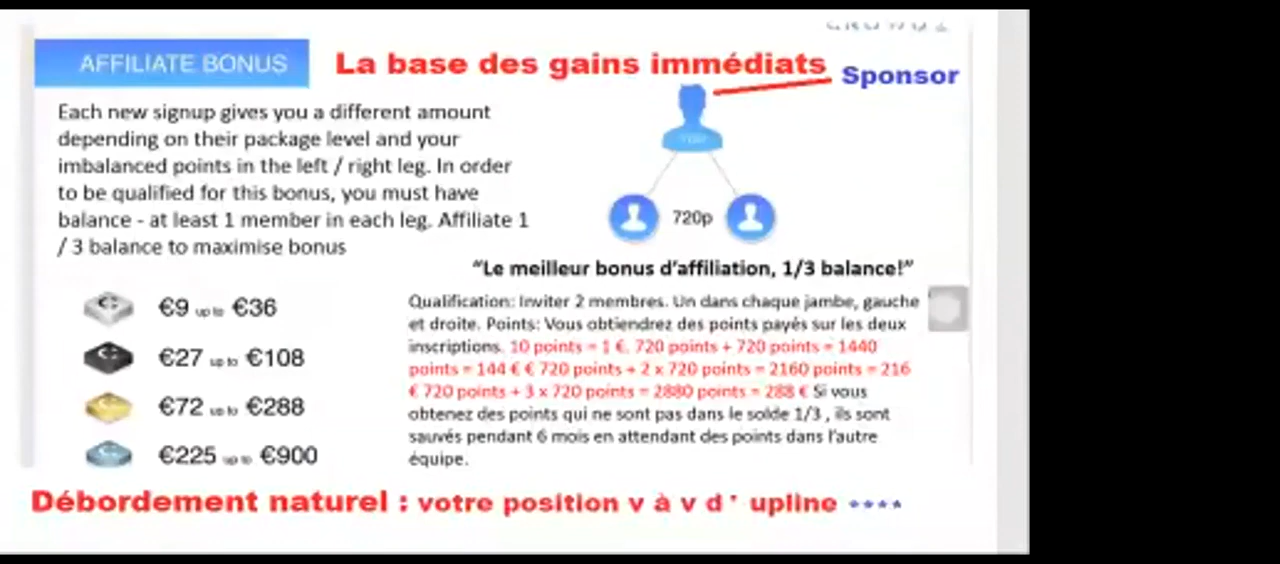 AFFILIATE BONUS
La base des gains immédiats
Sponsor
Each new signup gives you a different amount
depending on their package level and your
imbalanced points in the left / right leg. In order
to be qualified for this bonus, you must have
balance - at least 1 member in each leg. Affiliate 1
/ 3 balance to maximise bonus
YOU
720p
"Le meilleur bonus d'affiliation, 1/3 balance!"
€9 up to €36
€27 up to €108
€72 up to €288
€225 up to €900
Qualification: Inviter 2 membres. Un dans chaque jambe, gauche
et droite. Points: Vous obtiendrez des points payés sur les deux
inscriptions. 10 points = 1 €. 720 points + 720 points = 1440
points = 144 € € 720 points + 2 x 720 points = 2160 points = 216
€ 720 points + 3 x 720 points = 2880 points = 288 € Si vous
obtenez des points qui ne sont pas dans le solde 1/3 , ils sont
sauvés pendant 6 mois en attendant des points dans l'autre
équipe.
Débordement naturel : votre position v à v d ' upline ****